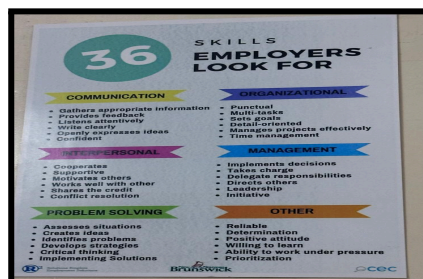 36
SKILLS
EMPLOYERS
LOOK FOR
COMMUNICATION
Gathers appropriate information
Provides feedback
Listens attentively
Write clearly
Openly expresses ideas
Confident
ORGANIZATIONAL
Punctual
Multi-tasks
Sets goals
Detail-oriented
Manages projects effectively
Time management
INTERPERSONAL
Cooperates
Supportive
Motivates others
Works well with other
Shares the credit
Conflict resolution
MANAGEMENT
Implements decisions
Takes charge
Delegate responsibilities
Directs others
Leadership
Initiative
PROBLEM SOLVING
Assesses situations
Creates ideas
Identifies problems
Develops strategies
Critical thinking
Implementing Solutions
OTHER
Reliable
Determination
Positive attitude
Willing to learn
Ability to work under pressure
Prioritization
Brunswick
cec